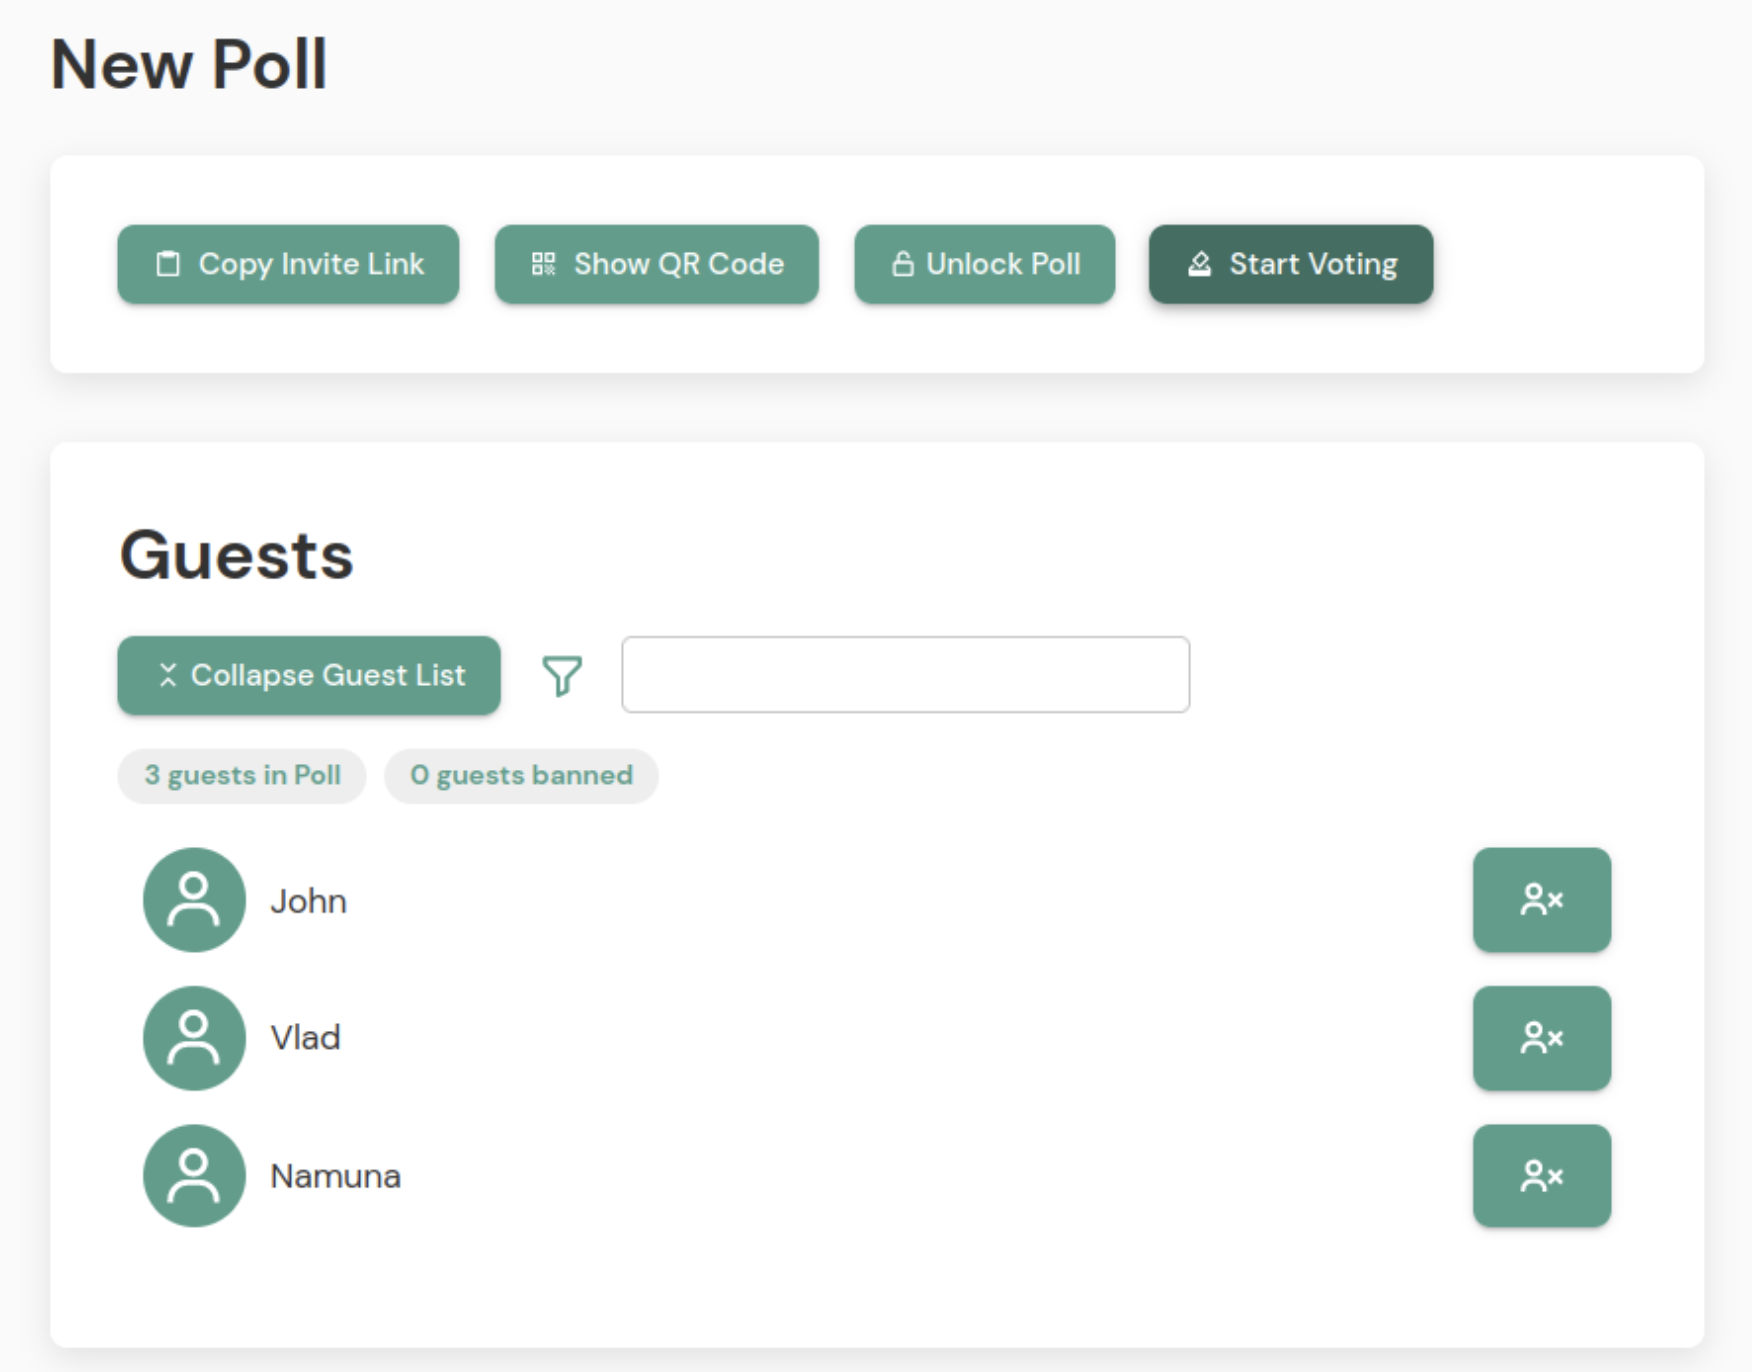 New Poll
Copy Invite Link Show QR Code Unlock Poll Start Voting
Guests
Collapse Guest List
3 guests in Poll 0 guests banned
John
Vlad
Namuna